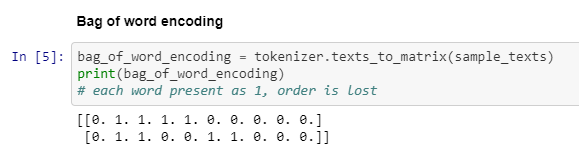 Bag of word encoding
In [5]: bag_of_word_encoding = tokenizer.texts_to_matrix(sample_texts)
print(bag_of_word_encoding)
# each word present as 1, order is lost
[[0. 1. 1. 1. 1. 0. 0. 0. 0. 0.]
[0. 1. 1. 0. 0. 1. 1. 0. 0. 0.]]